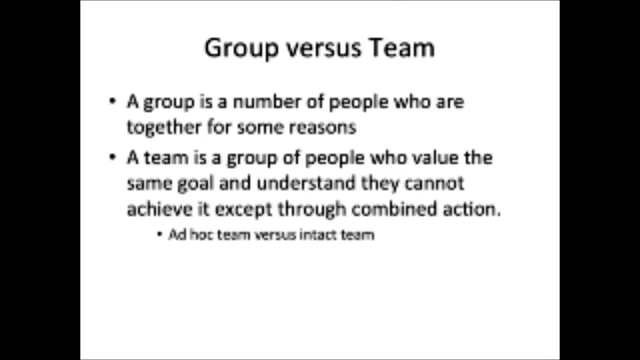 Group versus Team
• A group is a number of people who are
together for some reasons
• A team is a group of people who value the
same goal and understand they cannot
achieve it except through combined action.
• Ad hoc team versus intact team